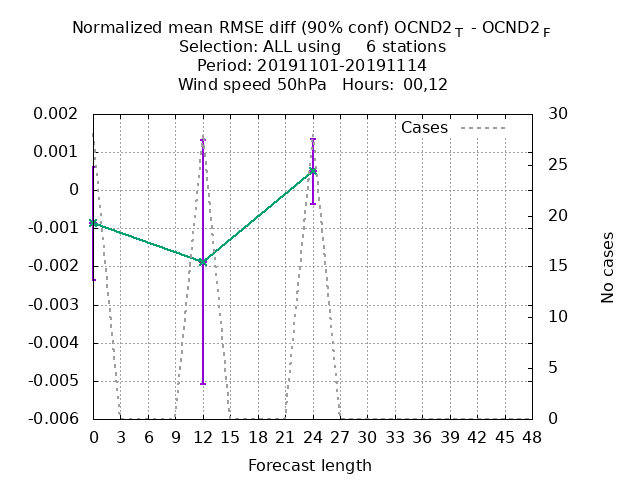 Normalized mean RMSE diff (90% conf) OCND2 T - OCND2 F
Selection: ALL using 6 stations
Period: 20191101-20191114
Wind speed 50hPa Hours: 00,12
Cases
0.002
0.001
0
-0.001
-0.002
-0.003
-0.004
-0.005
-0.006
30
25
20
15
10
5
0
No cases
0 3 6 9 12 15 18 21 24 27 30 33 36 39 42 45 48
Forecast length